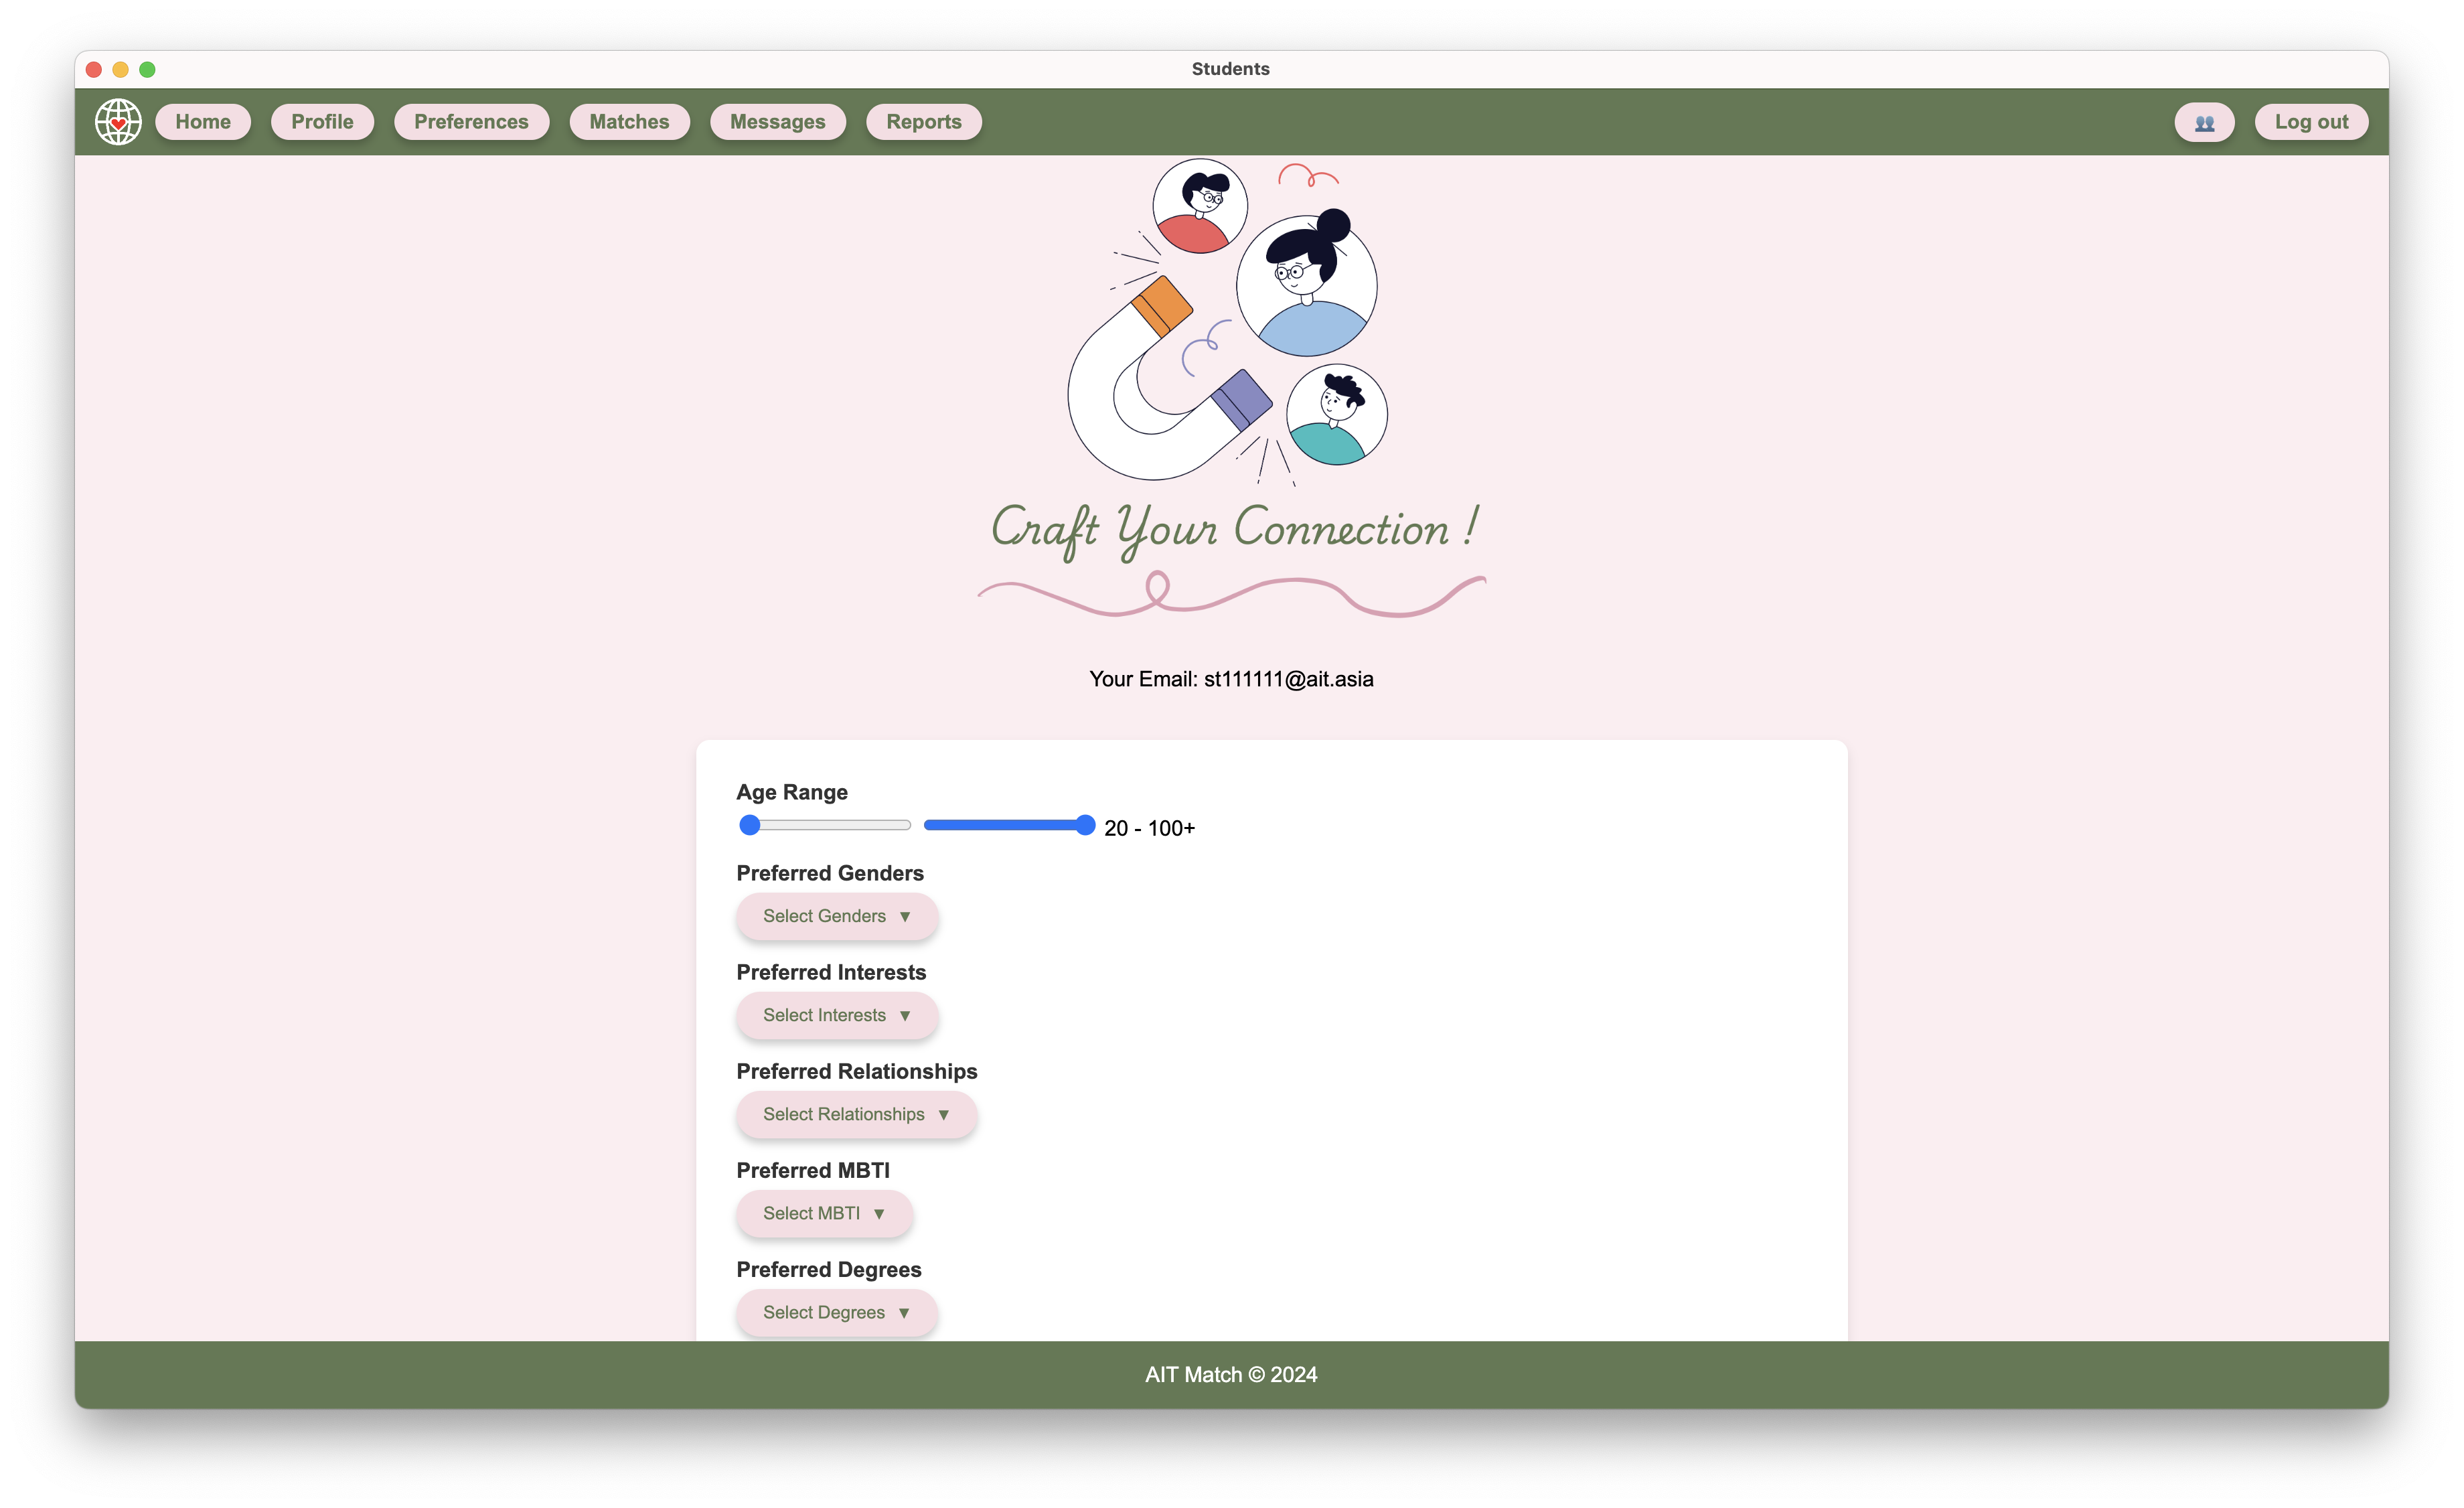 Students
Home Profile Preferences Matches Messages Reports Log out
Craft Your Connection !
Your Email: st111111@ait.asia
Age Range
20 - 100+
Preferred Genders
Select Genders ▼
Preferred Interests
Select Interests ▼
Preferred Relationships
Select Relationships ▼
Preferred MBTI
Select MBTI ▼
Preferred Degrees
Select Degrees ▼
AIT Match © 2024